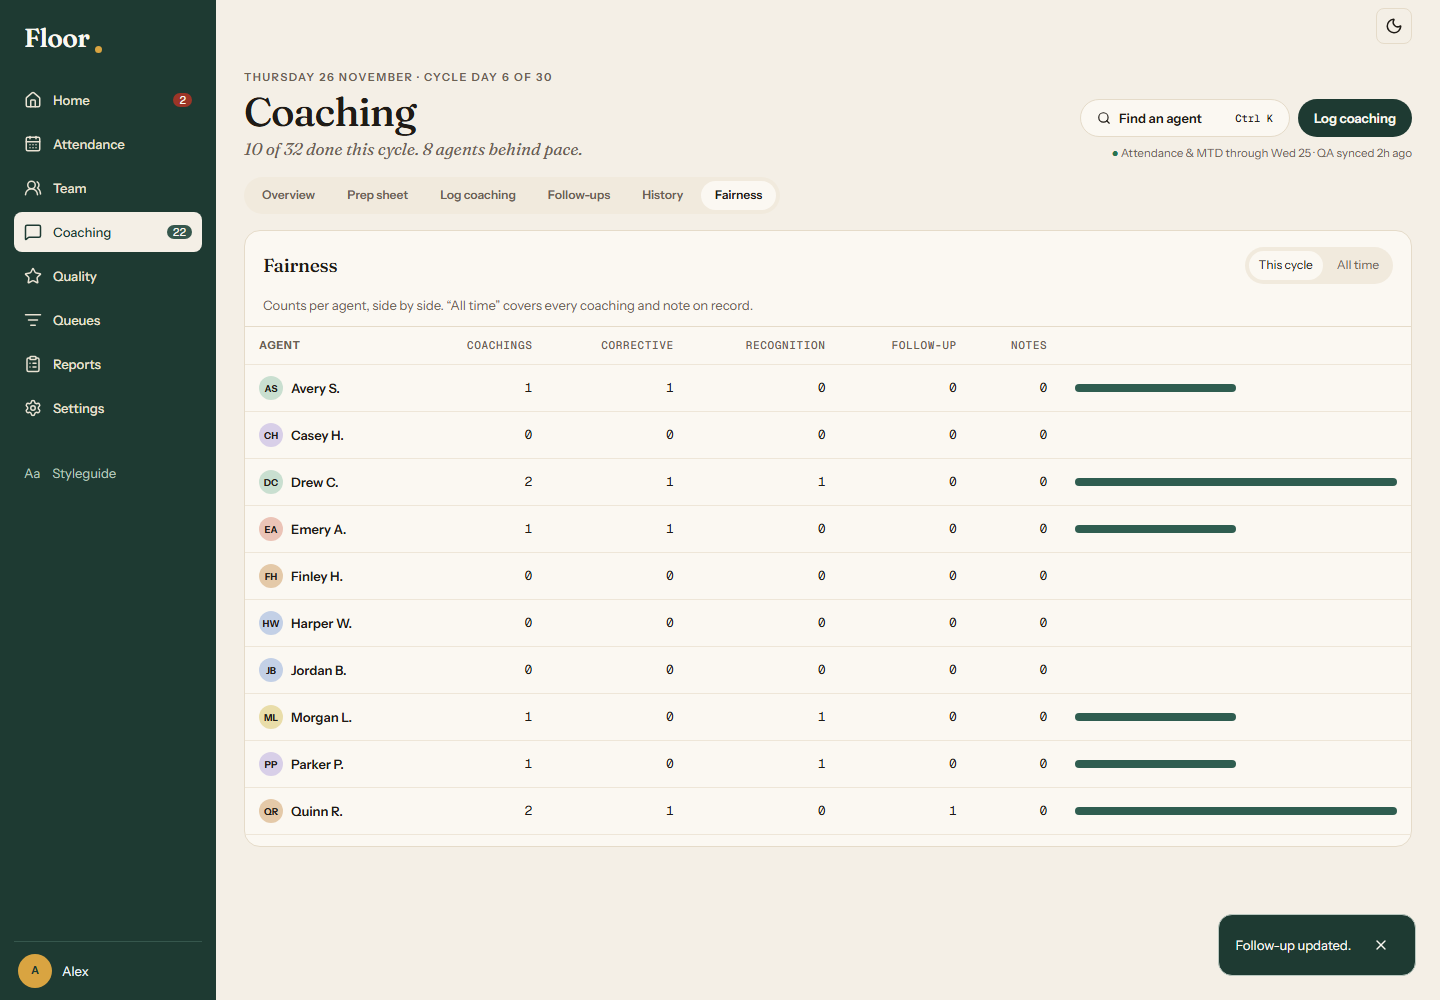 Floor.
Home 2
Attendance
Team
Coaching 22
Quality
Queues
Reports
Settings
Aa Styleguide
A Alex
THURSDAY 26 NOVEMBER · CYCLE DAY 6 OF 30
Coaching
10 of 32 done this cycle. 8 agents behind pace.
Find an agent Ctrl K
Log coaching
Attendance & MTD through Wed 25 · QA synced 2h ago
Overview Prep sheet Log coaching Follow-ups History Fairness
Fairness
This cycle All time
Counts per agent, side by side. “All time” covers every coaching and note on record.
AGENT COACHINGS CORRECTIVE RECOGNITION FOLLOW-UP NOTES
AS Avery S. 1 1 0 0 0
CH Casey H. 0 0 0 0 0
DC Drew C. 2 1 1 0 0
EA Emery A. 1 1 0 0 0
FH Finley H. 0 0 0 0 0
HW Harper W. 0 0 0 0 0
JB Jordan B. 0 0 0 0 0
ML Morgan L. 1 0 1 0 0
PP Parker P. 1 0 1 0 0
QR Quinn R. 2 1 0 1 0
Follow-up updated.